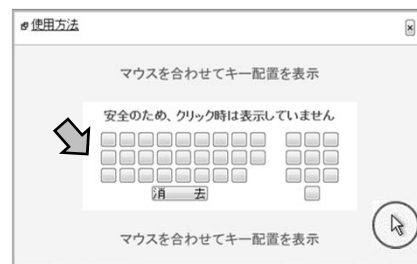 使用方法
マウスを合わせてキー配置を表示
安全のため、クリック時は表示していません
消 去
マウスを合わせてキー配置を表示